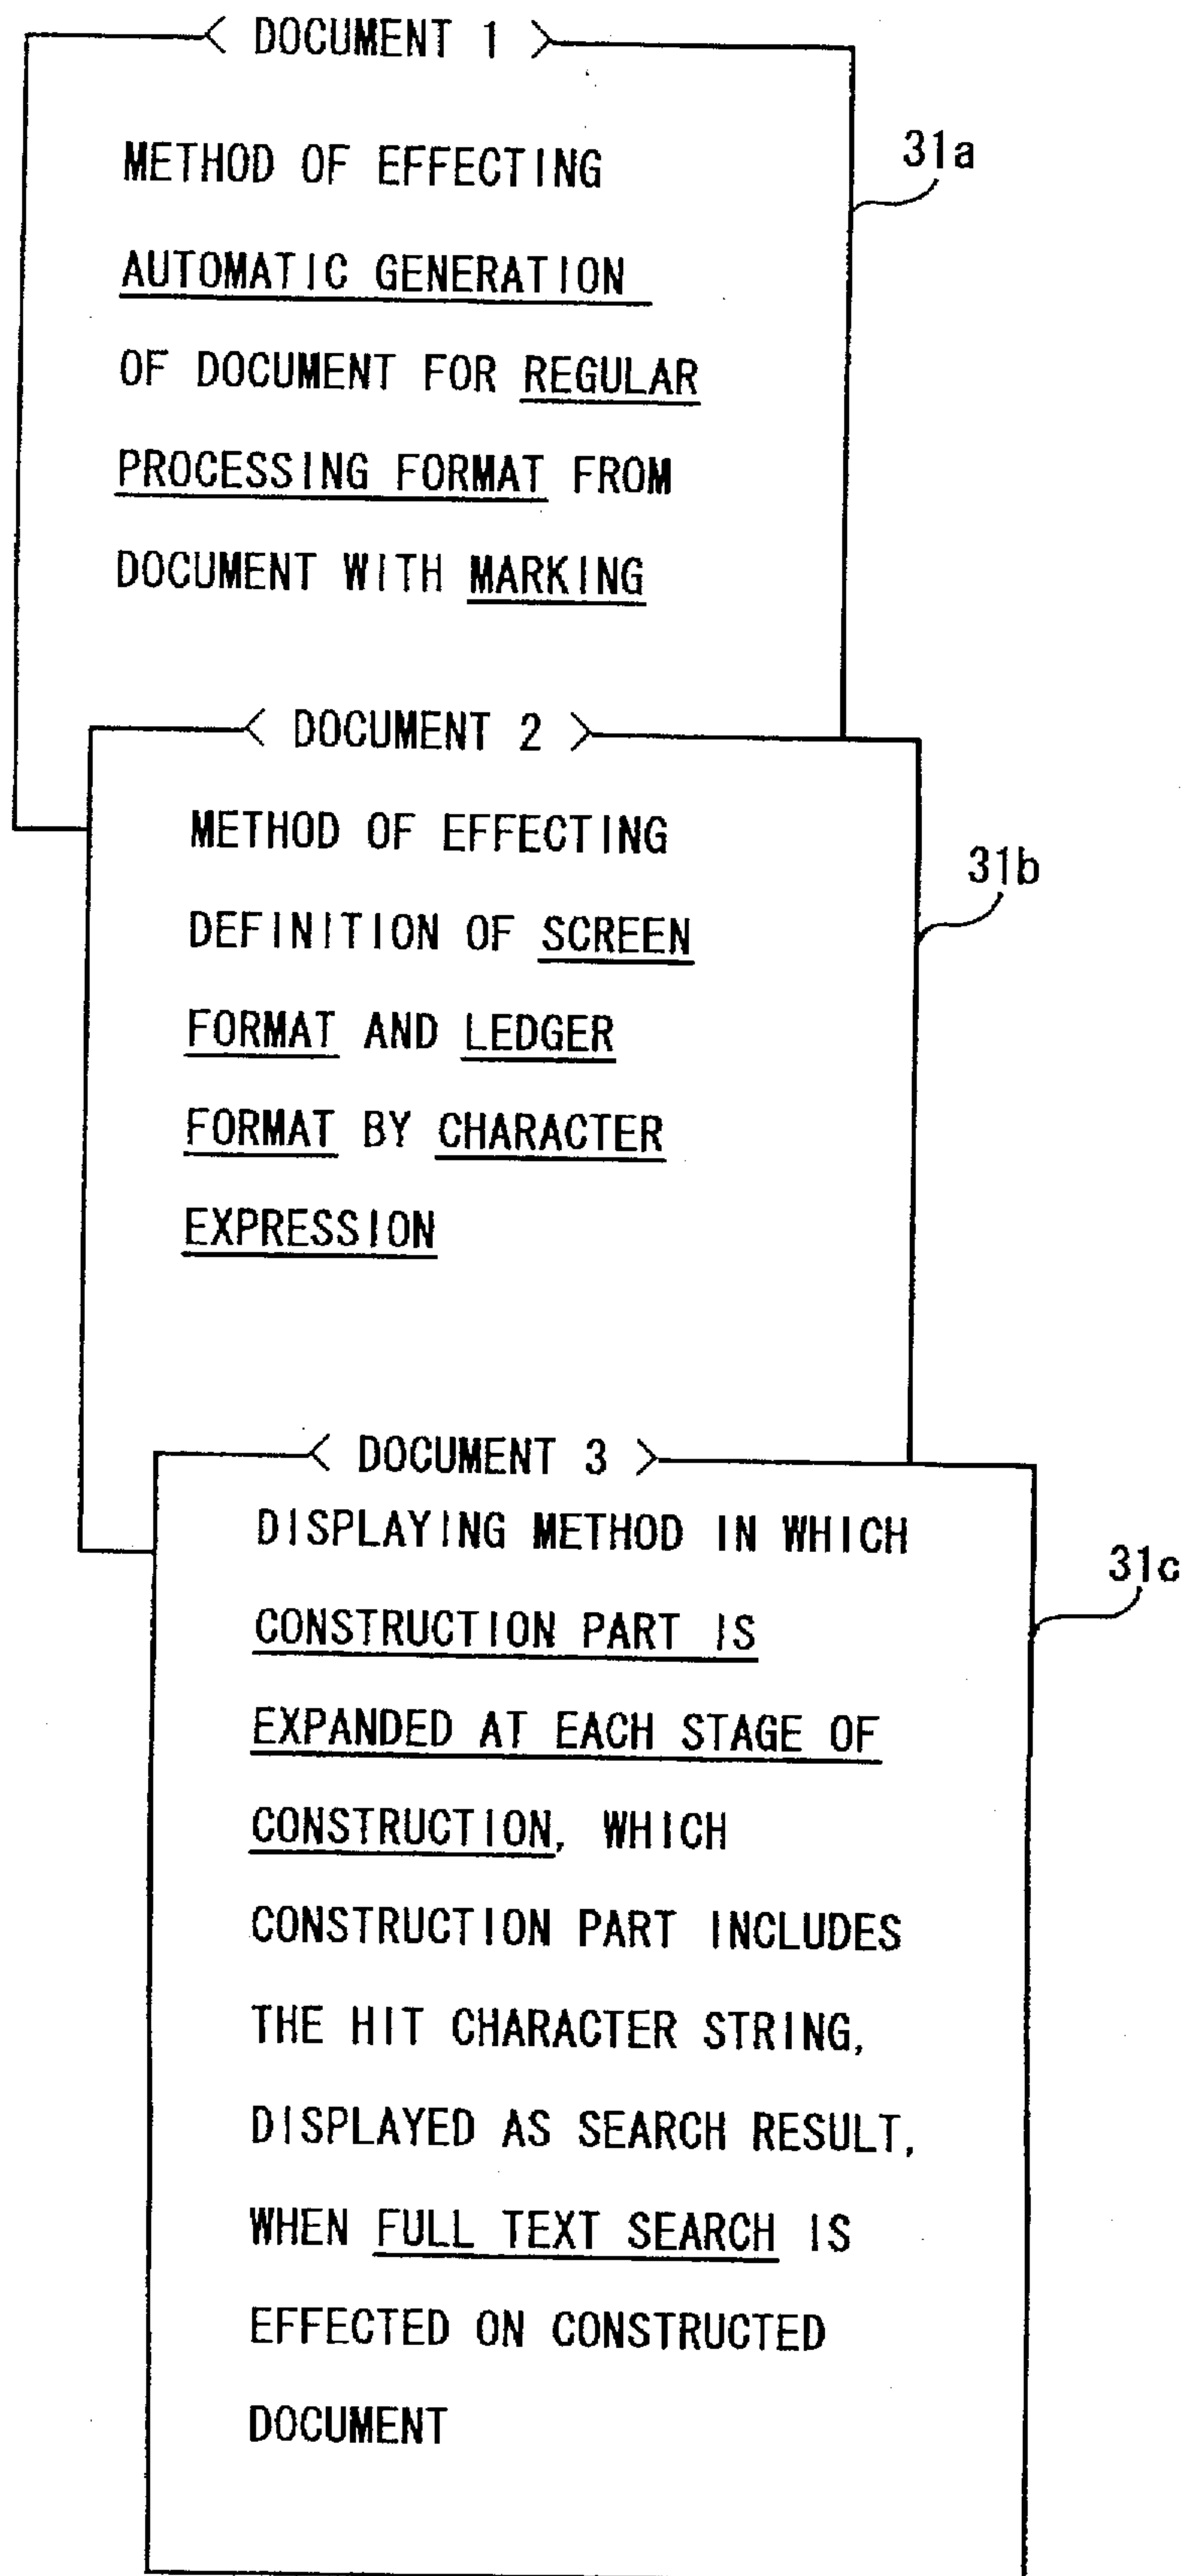 < DOCUMENT 1 >
31a
METHOD OF EFFECTING
AUTOMATIC GENERATION
OF DOCUMENT FOR REGULAR
PROCESSING FORMAT FROM
DOCUMENT WITH MARKING
< DOCUMENT 2 >
31b
METHOD OF EFFECTING
DEFINITION OF SCREEN
FORMAT AND LEDGER
FORMAT BY CHARACTER
EXPRESSION
< DOCUMENT 3 >
31c
DISPLAYING METHOD IN WHICH
CONSTRUCTION PART IS
EXPANDED AT EACH STAGE OF
CONSTRUCTION, WHICH
CONSTRUCTION PART INCLUDES
THE HIT CHARACTER STRING,
DISPLAYED AS SEARCH RESULT,
WHEN FULL TEXT SEARCH IS
EFFECTED ON CONSTRUCTED
DOCUMENT